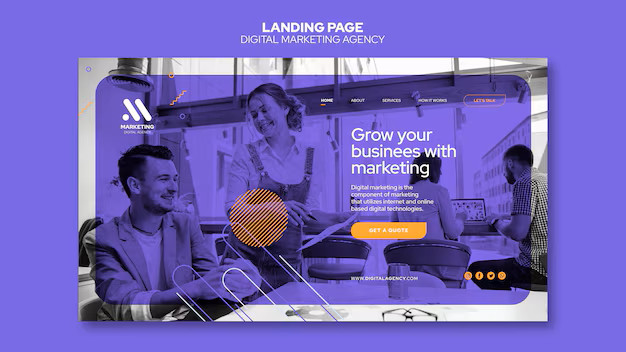 LANDING PAGE
DIGITAL MARKETING AGENCY
MARKETING
DIGITAL AGENCY
HOME
ABOUT
SERVICES
HOW IT WORKS
LET'S TALK
Grow your
businees with
marketing
Digital marketing is the
component of marketing
that utilizes internet and online
based digital technologies.
GET A QUOTE
WWW.DIGITALAGENCY.COM